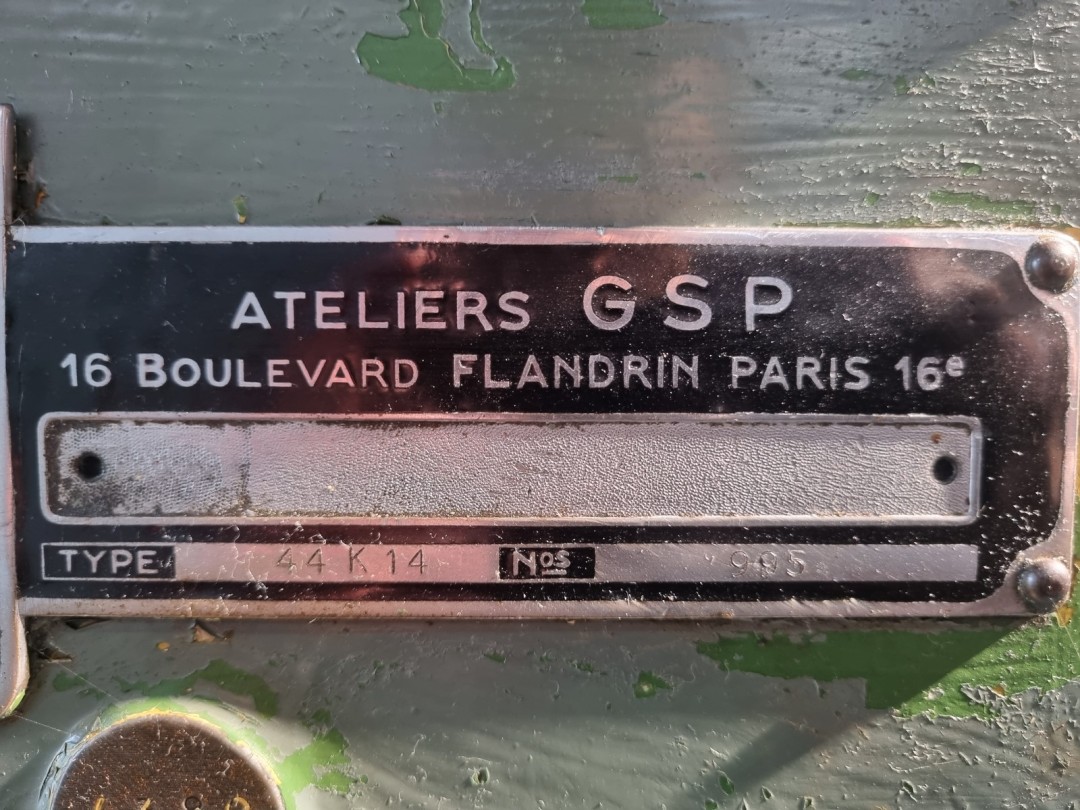 ATELIERS GSP
16 BOULEVARD FLANDRIN PARIS 16e
TYPE 44 K 14 Nos 995